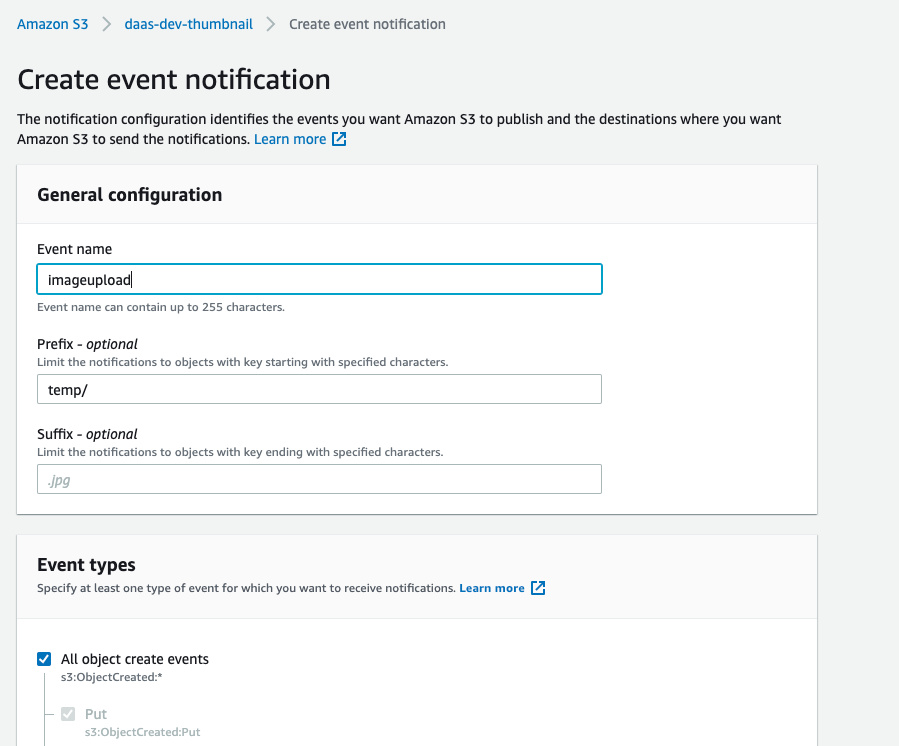 Amazon S3 > daas-dev-thumbnail > Create event notification
Create event notification
The notification configuration identifies the events you want Amazon S3 to publish and the destinations where you want
Amazon S3 to send the notifications. Learn more
General configuration
Event name
imageupload
Event name can contain up to 255 characters.
Prefix - optional
Limit the notifications to objects with key starting with specified characters.
temp/
Suffix - optional
Limit the notifications to objects with key ending with specified characters.
.jpg
Event types
Specify at least one type of event for which you want to receive notifications. Learn more
All object create events
s3:ObjectCreated:*
Put
s3:ObjectCreated:Put